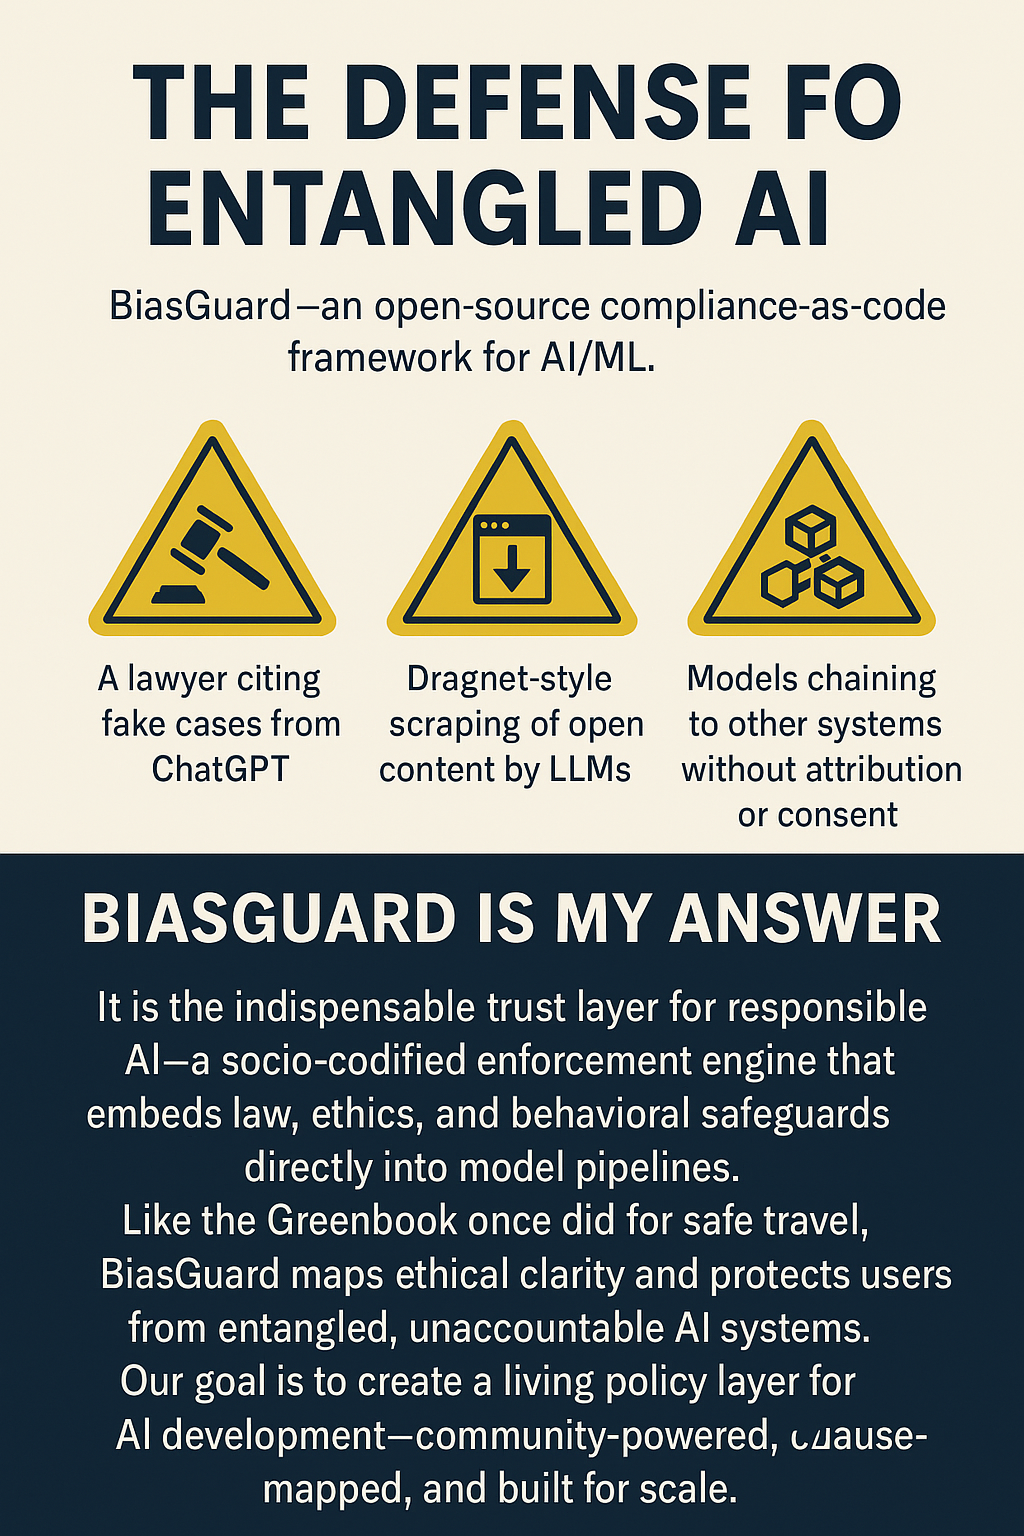 THE DEFENSE FO
ENTANGLED AI
BiasGuard—an open-source compliance-as-code
framework for AI/ML.
A lawyer citing
fake cases from
ChatGPT
Dragnet-style
scraping of open
content by LLMs
Models chaining
to other systems
without attribution
or consent
BIASGUARD IS MY ANSWER
It is the indispensable trust layer for responsible
AI—a socio-codified enforcement engine that
embeds law, ethics, and behavioral safeguards
directly into model pipelines.
Like the Greenbook once did for safe travel,
BiasGuard maps ethical clarity and protects users
from entangled, unaccountable AI systems.
Our goal is to create a living policy layer for
AI development—community-powered,
mapped, and built for scale.